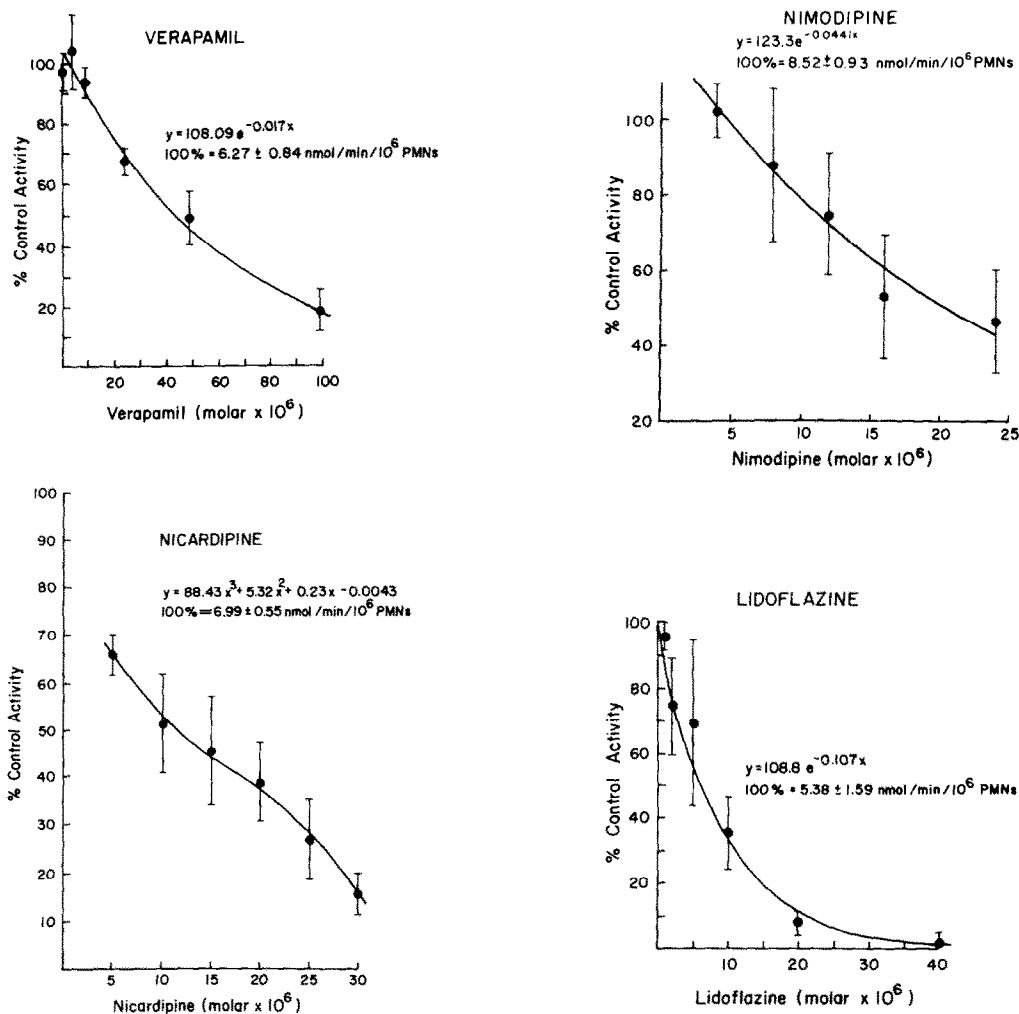 VERAPAMIL
y=108.09 e^-0.017x
100% = 6.27 ± 0.84 nmol/min/10^6 PMNs
% Control Activity
100
80
60
40
20
20 40 60 80 100
Verapamil (molar x 10^6)
NIMODIPINE
y=123.3e^-0.0441x
100%=8.52±0.93 nmol/min/10^6 PMNs
% Control Activity
100
80
60
40
20
5 10 15 20 25
Nimodipine (molar x10^6)
NICARDIPINE
y = 88.43 x^3+ 5.32 x^2+ 0.23x -0.0043
100%=6.99±0.55 nmol/min/10^6 PMNs
% Control Activity
100
90
80
70
60
50
40
30
20
10
5 10 15 20 25 30
Nicardipine (molar x 10^6)
LIDOFLAZINE
y=108.8 e^-0.107x
100% = 5.38 ± 1.59 nmol/min/10^6 PMNs
% Control Activity
100
80
60
40
20
10 20 30 40
Lidoflazine (molar x 10^6)